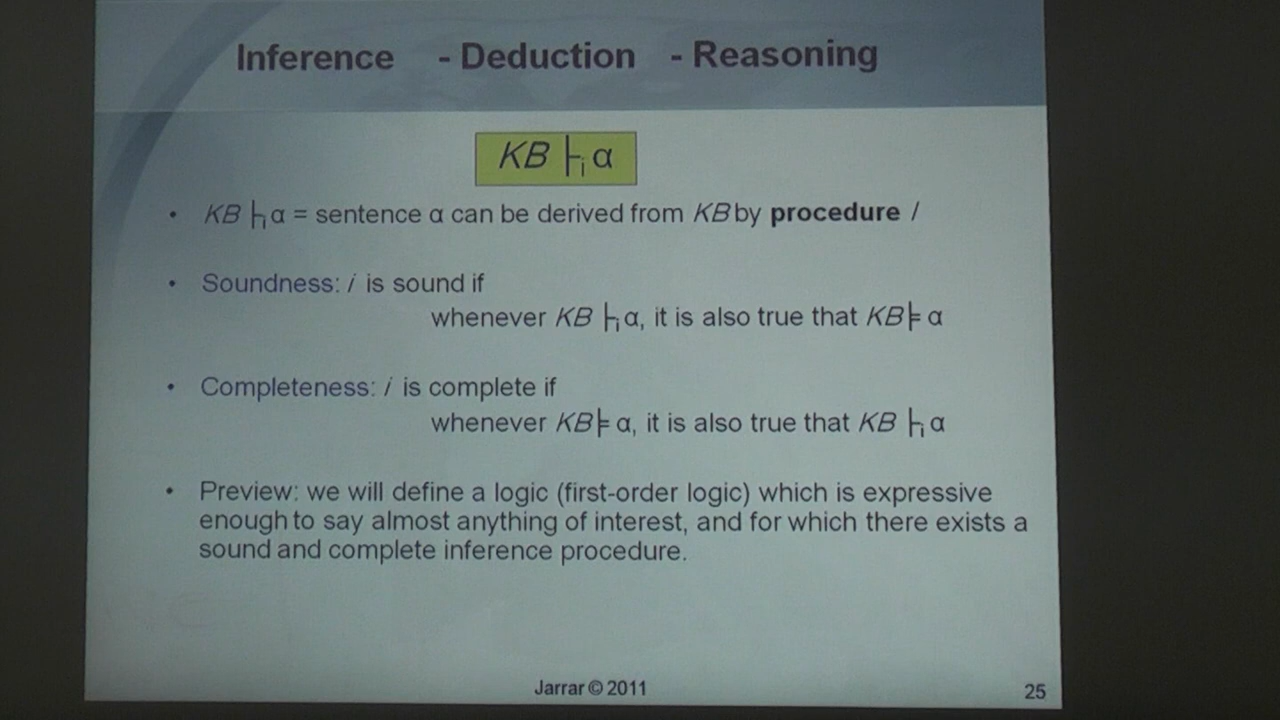 Inference - Deduction - Reasoning
KB ├i α
• KB ├i α = sentence α can be derived from KB by procedure I
• Soundness: i is sound if
whenever KB ├i α, it is also true that KB╞ α
• Completeness: i is complete if
whenever KB╞ α, it is also true that KB ├i α
• Preview: we will define a logic (first-order logic) which is expressive
enough to say almost anything of interest, and for which there exists a
sound and complete inference procedure.
Jarrar © 2011
25